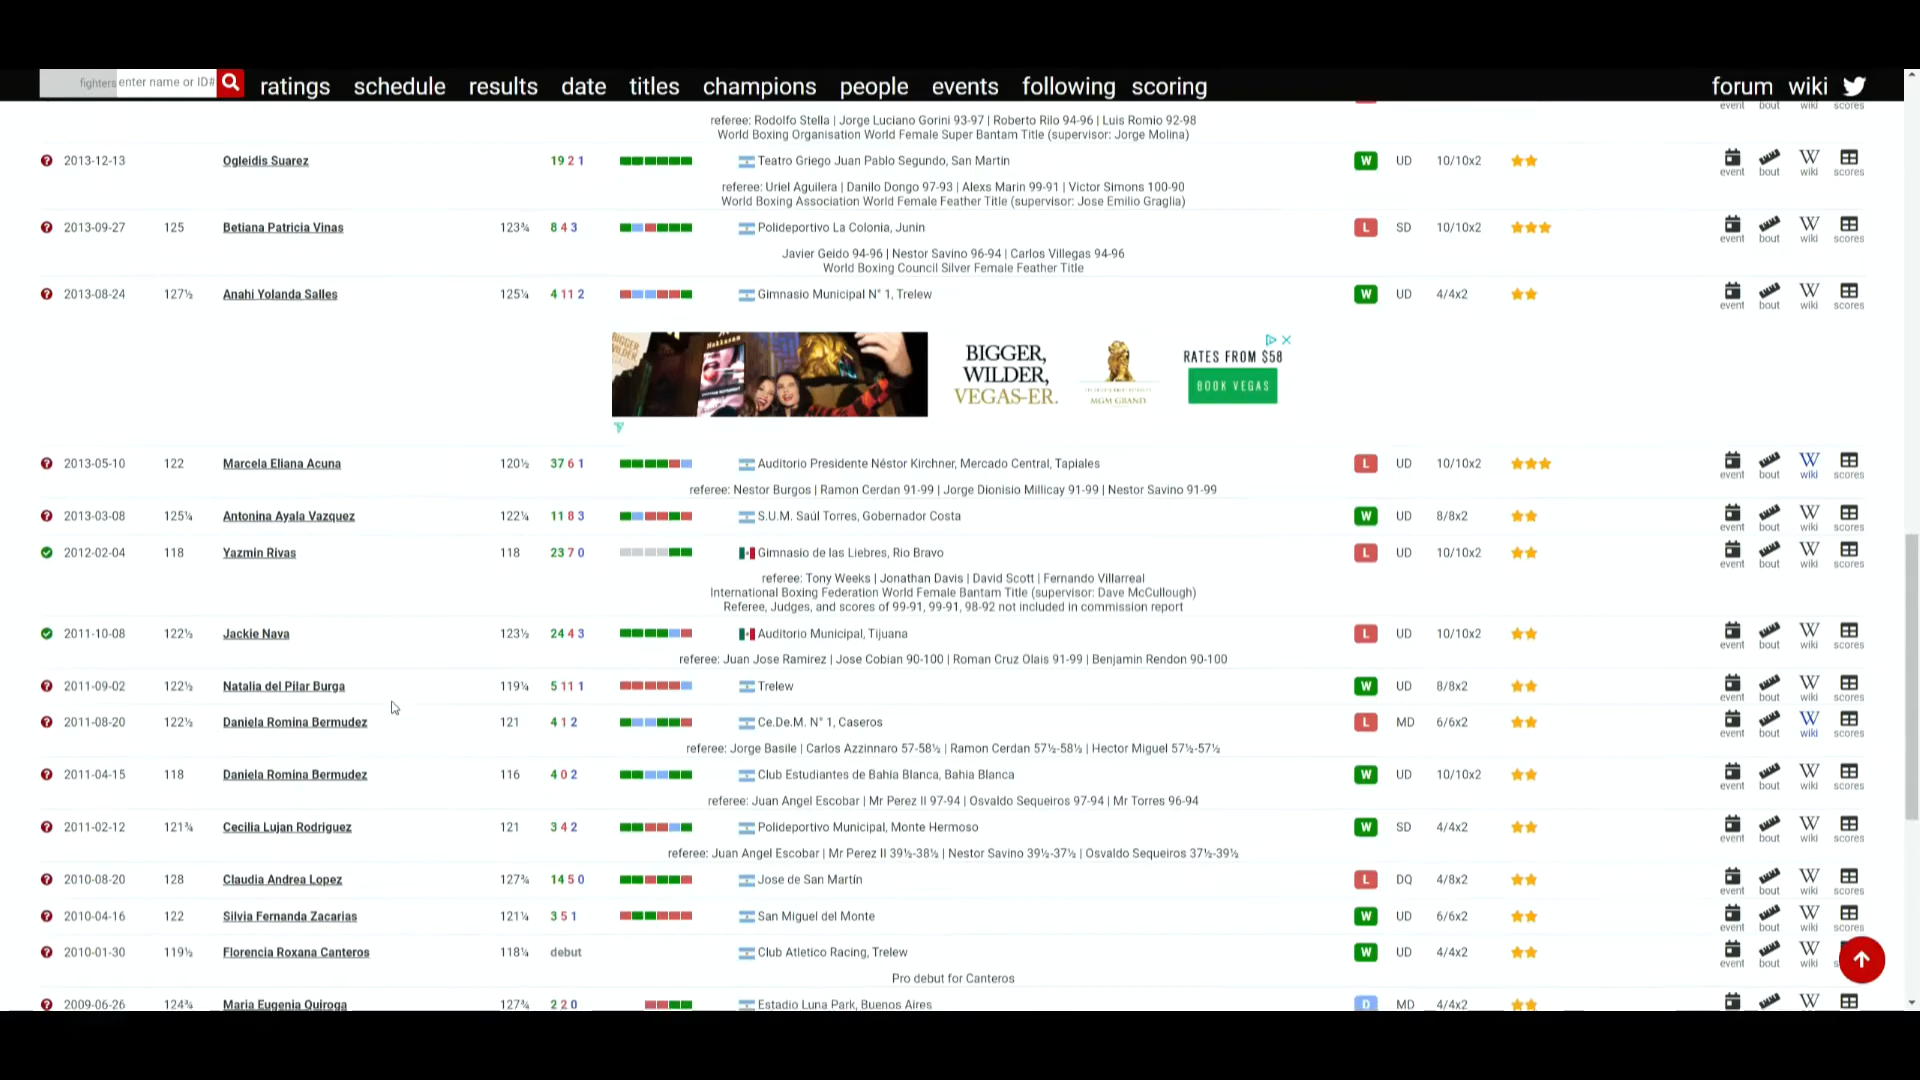 fighters enter name or ID# ratings schedule results date titles champions people events following scoring forum wiki
event bout wiki scores
referee: Rodolfo Stella | Jorge Luciano Gorini 93-97 | Roberto Rilo 94-96 | Luis Romio 92-98
World Boxing Organisation World Female Super Bantam Title (supervisor: Jorge Molina)
2013-12-13 Ogleidis Suarez 19 2 1 Teatro Griego Juan Pablo Segundo, San Martin W UD 10/10x2
event bout wiki scores
referee: Uriel Aguilera | Danilo Dongo 97-93 | Alexs Marin 99-91 | Victor Simons 100-90
World Boxing Association World Female Feather Title (supervisor: Jose Emilio Graglia)
2013-09-27 125 Betiana Patricia Vinas 123¾ 8 4 3 Polideportivo La Colonia, Junin L SD 10/10x2
event bout wiki scores
Javier Geido 94-96 | Nestor Savino 96-94 | Carlos Villegas 94-96
World Boxing Council Silver Female Feather Title
2013-08-24 127½ Anahi Yolanda Salles 125¼ 4 11 2 Gimnasio Municipal N° 1, Trelew W UD 4/4x2
event bout wiki scores
BIGGER,
WILDER,
VEGAS-ER.
MGM GRAND
RATES FROM $58
BOOK VEGAS
2013-05-10 122 Marcela Eliana Acuna 120½ 37 6 1 Auditorio Presidente Néstor Kirchner, Mercado Central, Tapiales L UD 10/10x2
event bout wiki scores
referee: Nestor Burgos | Ramon Cerdan 91-99 | Jorge Dionisio Millicay 91-99 | Nestor Savino 91-99
2013-03-08 125¼ Antonina Ayala Vazquez 122¼ 11 8 3 S.U.M. Saúl Torres, Gobernador Costa W UD 8/8x2
event bout wiki scores
2012-02-04 118 Yazmin Rivas 118 23 7 0 Gimnasio de las Liebres, Rio Bravo L UD 10/10x2
event bout wiki scores
referee: Tony Weeks | Jonathan Davis | David Scott | Fernando Villarreal
International Boxing Federation World Female Bantam Title (supervisor: Dave McCullough)
Referee, Judges, and scores of 99-91, 99-91, 98-92 not included in commission report
2011-10-08 122½ Jackie Nava 123½ 24 4 3 Auditorio Municipal, Tijuana L UD 10/10x2
event bout wiki scores
referee: Juan Jose Ramirez | Jose Cobian 90-100 | Roman Cruz Olais 91-99 | Benjamin Rendon 90-100
2011-09-02 122½ Natalia del Pilar Burga 119¼ 5 11 1 Trelew W UD 8/8x2
event bout wiki scores
2011-08-20 122½ Daniela Romina Bermudez 121 4 1 2 Ce.De.M. N° 1, Caseros L MD 6/6x2
event bout wiki scores
referee: Jorge Basile | Carlos Azzinnaro 57-58½ | Ramon Cerdan 57½-58½ | Hector Miguel 57½-57½
2011-04-15 118 Daniela Romina Bermudez 116 4 0 2 Club Estudiantes de Bahia Blanca, Bahia Blanca W UD 10/10x2
event bout wiki scores
referee: Juan Angel Escobar | Mr Perez II 97-94 | Osvaldo Sequeiros 97-94 | Mr Torres 96-94
2011-02-12 121¾ Cecilia Lujan Rodriguez 121 3 4 2 Polideportivo Municipal, Monte Hermoso W SD 4/4x2
event bout wiki scores
referee: Juan Angel Escobar | Mr Perez II 39½-38½ | Nestor Savino 39½-37½ | Osvaldo Sequeiros 37½-39½
2010-08-20 128 Claudia Andrea Lopez 127¾ 14 5 0 Jose de San Martin L DQ 4/8x2
event bout wiki scores
2010-04-16 122 Silvia Fernanda Zacarias 121¼ 3 5 1 San Miguel del Monte W UD 6/6x2
event bout wiki scores
2010-01-30 119½ Florencia Roxana Canteros 118¼ debut Club Atletico Racing, Trelew W UD 4/4x2
event bout wiki s
Pro debut for Canteros
2009-06-26 124¾ Maria Eugenia Quiroga 127¾ 2 2 0 Estadio Luna Park, Buenos Aires D MD 4/4x2